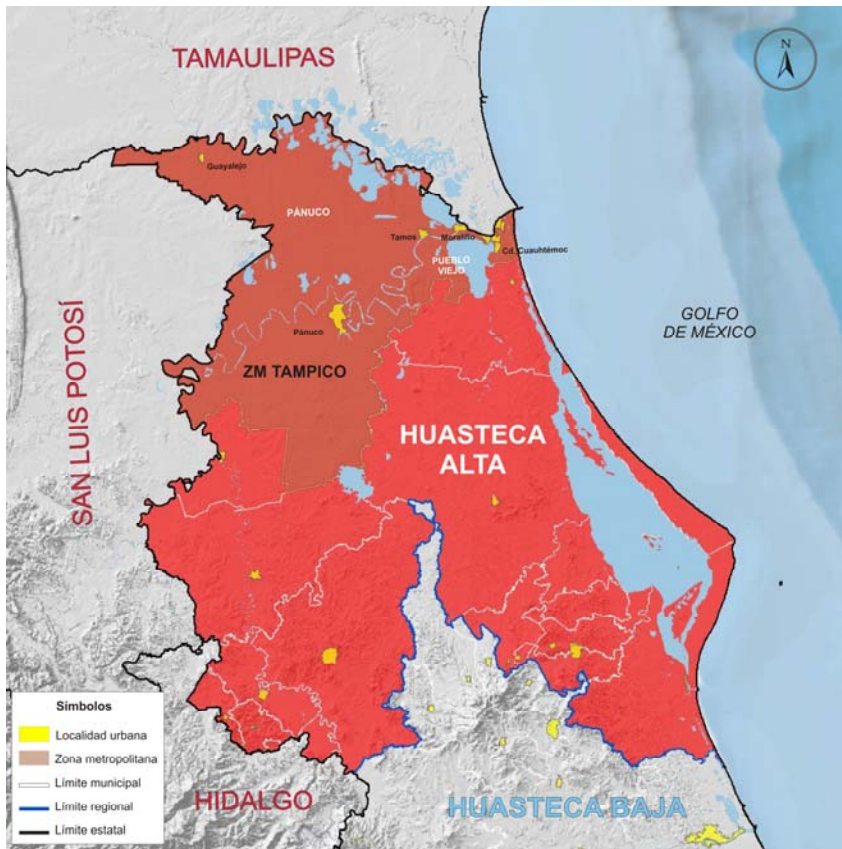 TAMAULIPAS
N
Guayalejo
PÁNUCO
Tamos
Moralillo
Cd. Cuauhtémoc
PUEBLO
VIEJO
GOLFO
DE MÉXICO
Pánuco
ZM TAMPICO
SAN LUIS POTOSÍ
HUASTECA
ALTA
Símbolos
Localidad urbana
Zona metropolitana
Límite municipal
Límite regional
Límite estatal
HIDALGO
HUASTECA BAJA